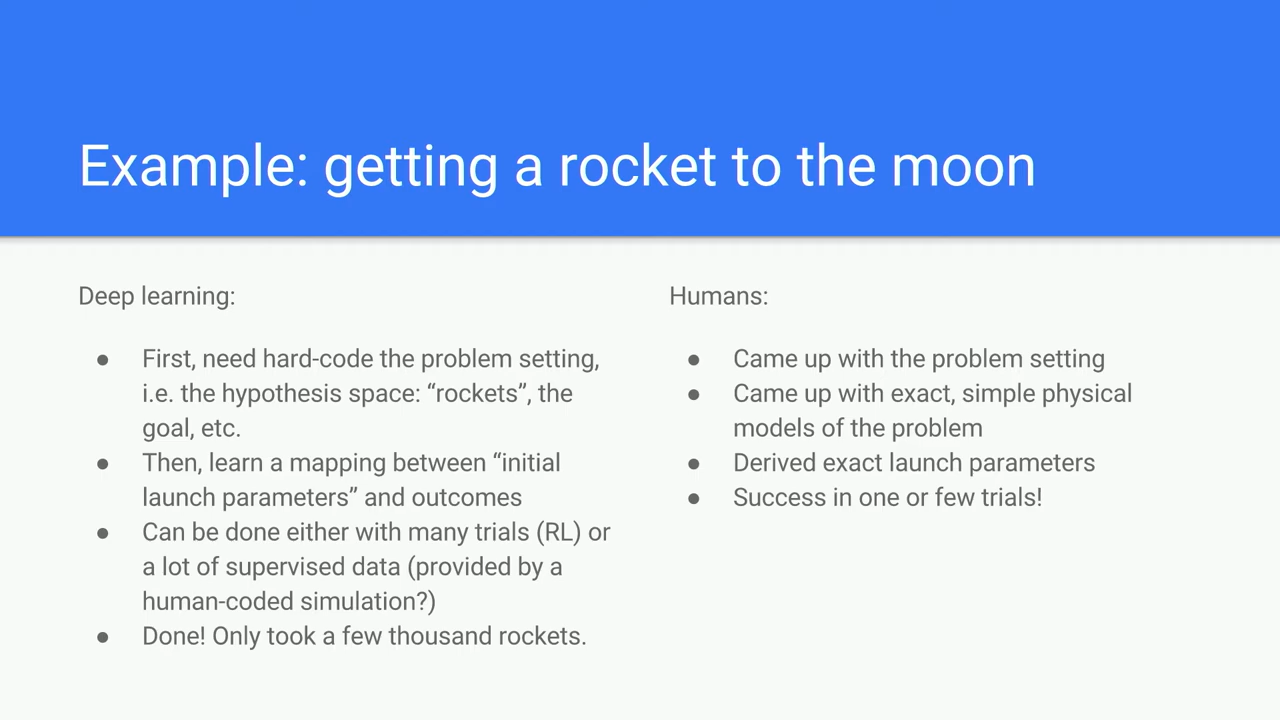 Example: getting a rocket to the moon
Deep learning:
● First, need hard-code the problem setting,
i.e. the hypothesis space: “rockets”, the
goal, etc.
● Then, learn a mapping between “initial
launch parameters” and outcomes
● Can be done either with many trials (RL) or
a lot of supervised data (provided by a
human-coded simulation?)
● Done! Only took a few thousand rockets.
Humans:
● Came up with the problem setting
● Came up with exact, simple physical
models of the problem
● Derived exact launch parameters
● Success in one or few trials!